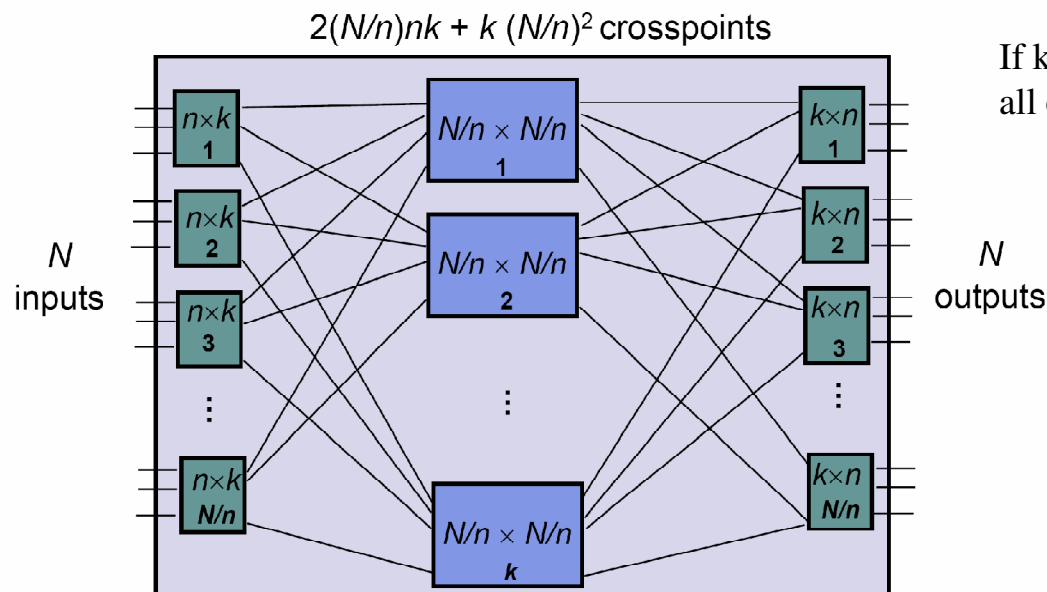 2(N/n)nk + k (N/n)² crosspoints
If k
all
n×k
1
N/n × N/n
1
k×n
1
n×k
2
N/n × N/n
2
k×n
2
N
inputs
N
outputs
n×k
3
k×n
3
⋮
⋮
⋮
n×k
N/n
N/n × N/n
k
k×n
N/n